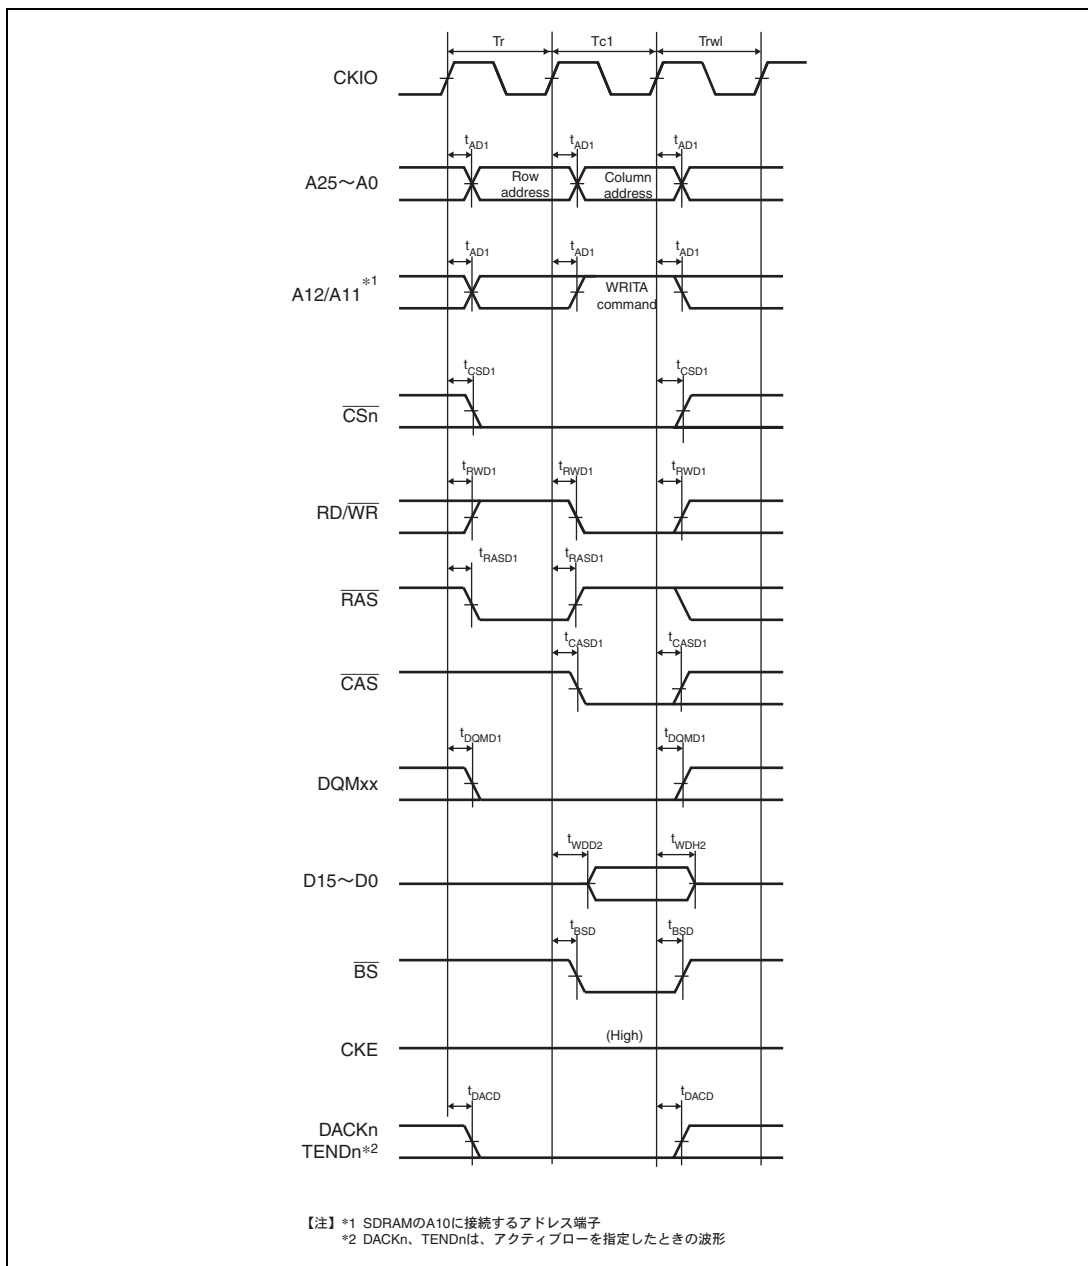 Tr Tc1 Trwl
CKIO
tAD1 tAD1 tAD1
A25～A0
Row address
Column address
tAD1 tAD1 tAD1
A12/A11*1
WRITA command
tCSD1 tCSD1
CSn
tRWD1 tRWD1 tRWD1
RD/WR
tRASD1 tRASD1
RAS
tCASD1 tCASD1
CAS
tDQMD1 tDQMD1
DQMxx
tWDD2 tWDH2
D15～D0
tBSD tBSD
BS
(High)
CKE
tDACD tDACD
DACKn
TENDn*2
【注】*1 SDRAMのA10に接続するアドレス端子
*2 DACKn、TENDnは、アクティブローを指定したときの波形